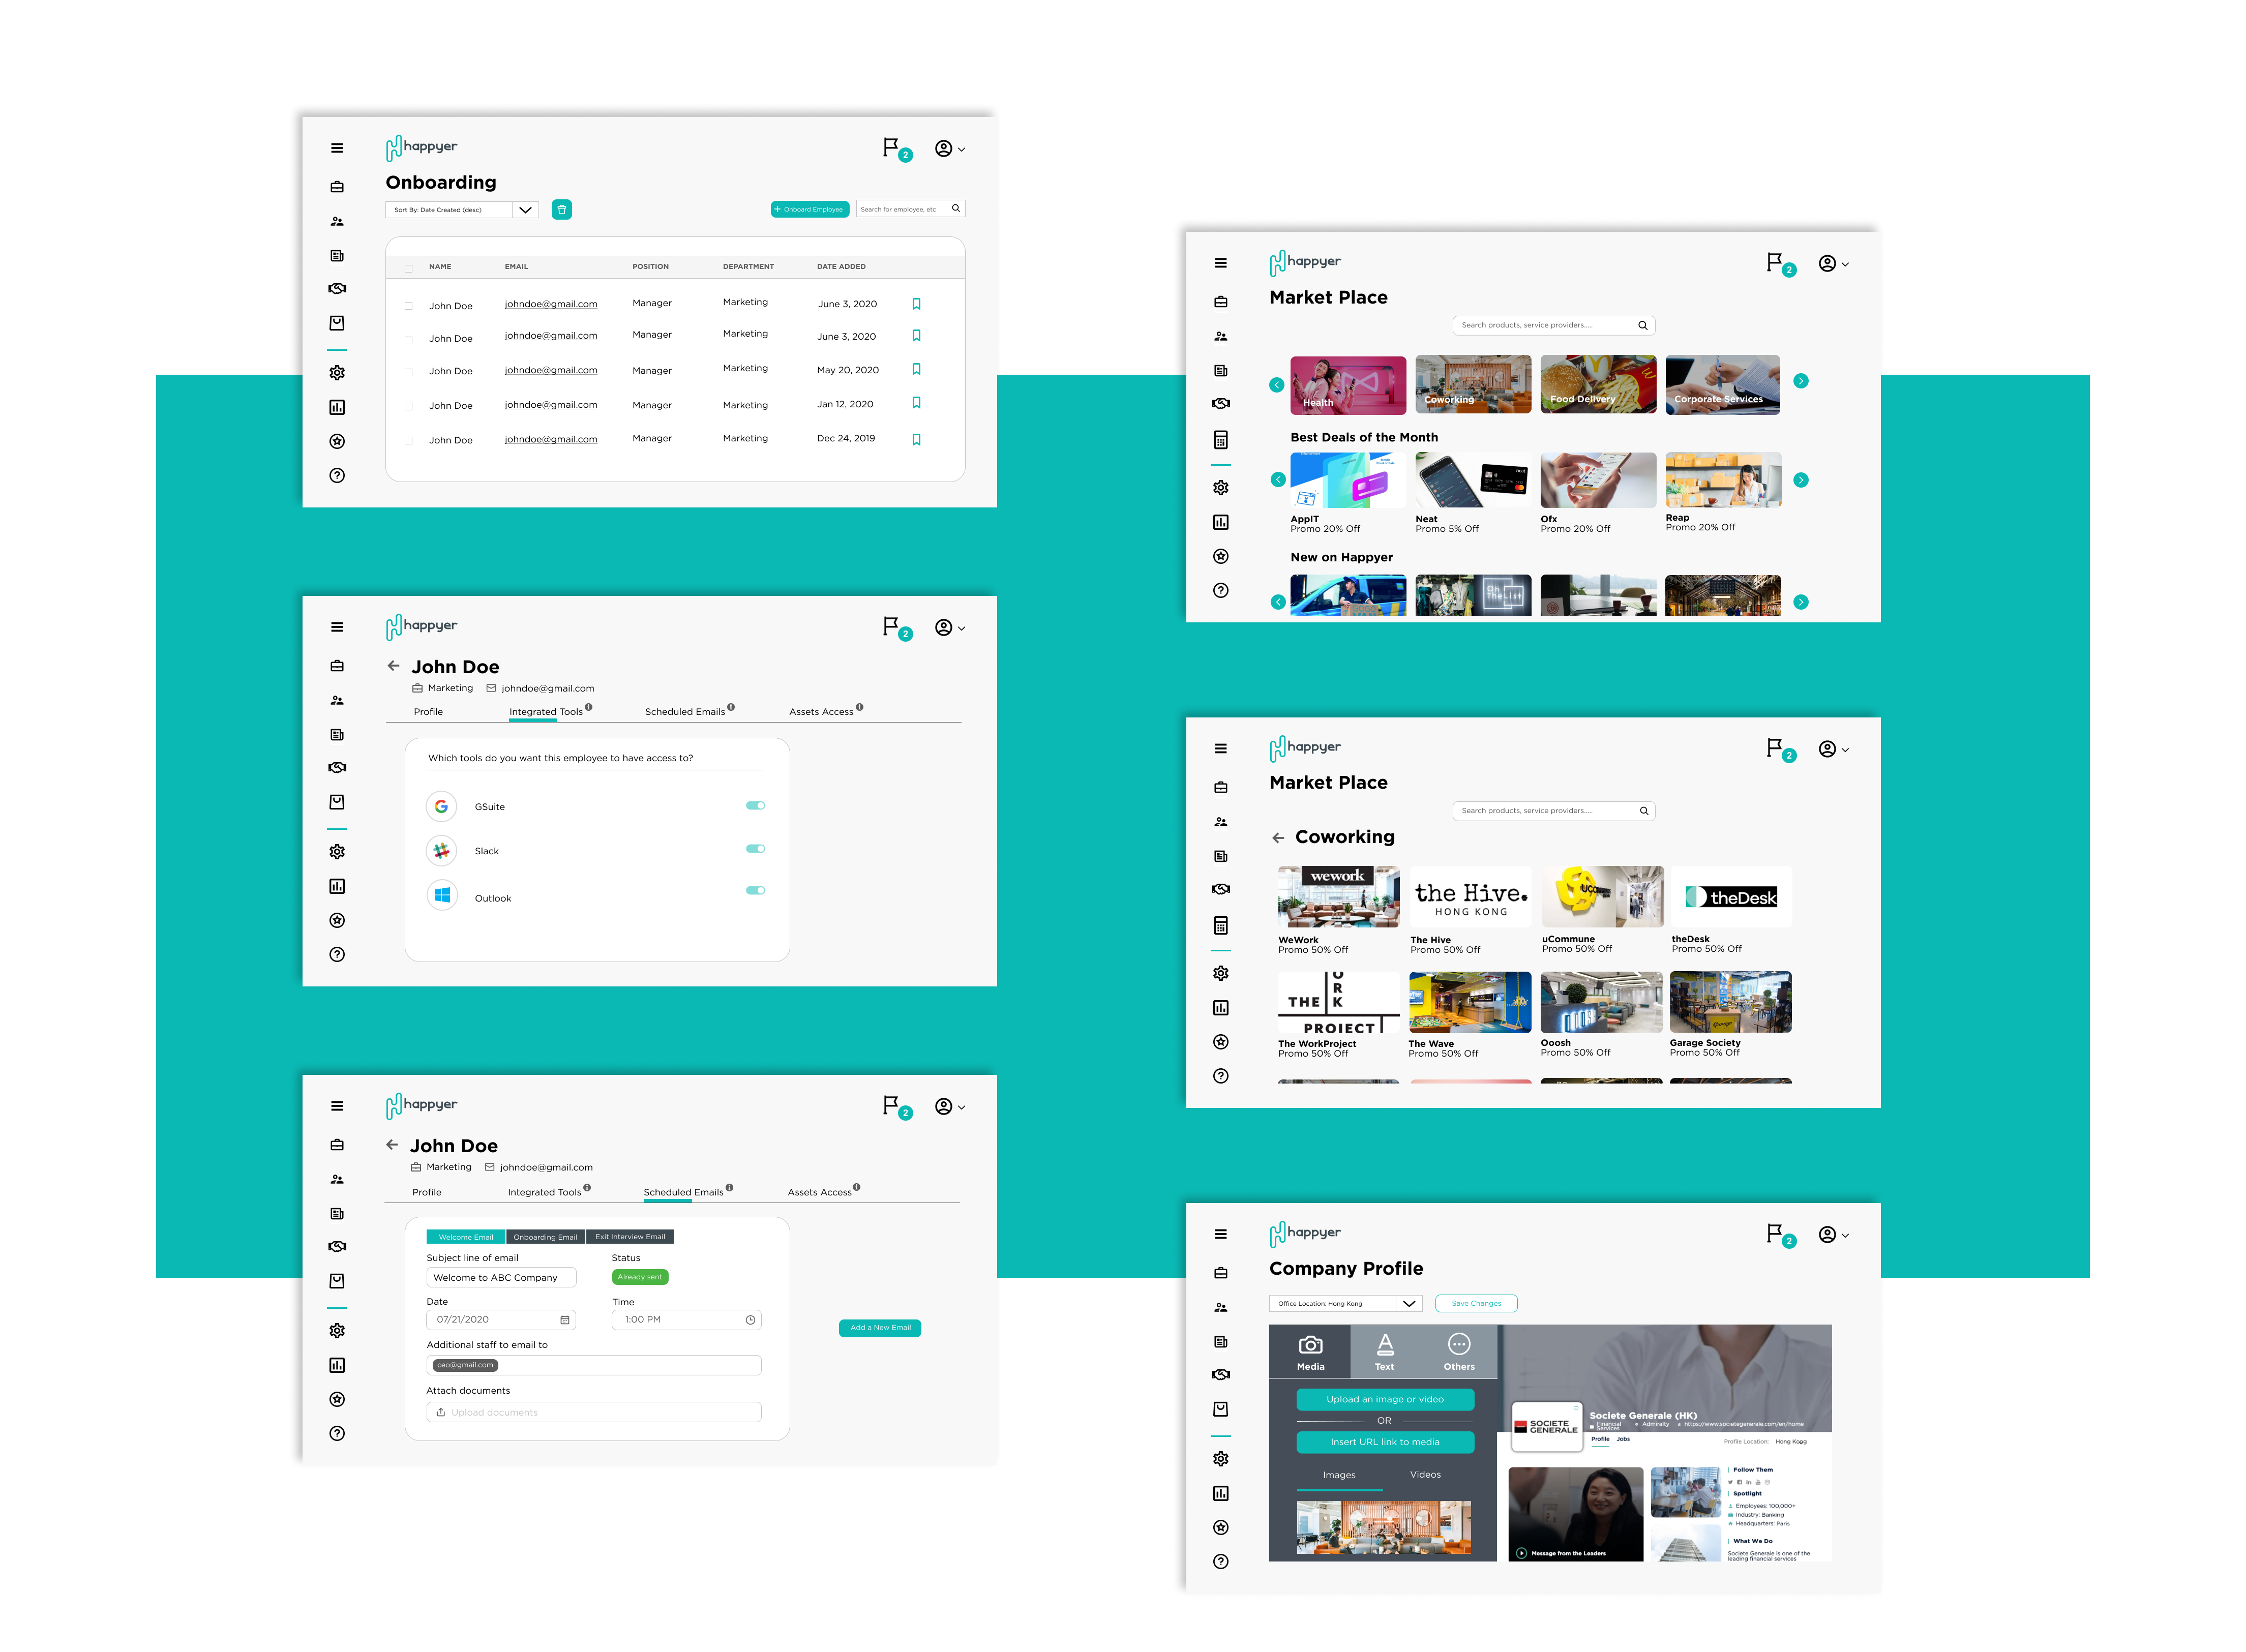 happyer
2
Onboarding
Sort By: Date Created (desc)
+ Onboard Employee
Search for employee, etc
NAME EMAIL POSITION DEPARTMENT DATE ADDED
John Doe johndoe@gmail.com Manager Marketing June 3, 2020
John Doe johndoe@gmail.com Manager Marketing June 3, 2020
John Doe johndoe@gmail.com Manager Marketing May 20, 2020
John Doe johndoe@gmail.com Manager Marketing Jan 12, 2020
John Doe johndoe@gmail.com Manager Marketing Dec 24, 2019
happyer
2
John Doe
Marketing johndoe@gmail.com
Profile Integrated Tools Scheduled Emails Assets Access
Which tools do you want this employee to have access to?
GSuite
Slack
Outlook
happyer
2
John Doe
Marketing johndoe@gmail.com
Profile Integrated Tools Scheduled Emails Assets Access
Welcome Email Onboarding Email Exit Interview Email
Subject line of email Status
Welcome to ABC Company Already sent
Date Time
07/21/2020 1:00 PM
Add a New Email
Additional staff to email to
ceo@gmail.com
Attach documents
Upload documents
happyer
2
Market Place
Search products, service providers.....
Health Coworking Food Delivery Corporate Services
Best Deals of the Month
neat
AppIT Neat Ofx Reap
Promo 20% Off Promo 5% Off Promo 20% Off Promo 20% Off
New on Happyer
On
The List
happyer
2
Market Place
Search products, service providers.....
Coworking
wework
the Hive.
HONG KONG
UCOMMUNE
theDesk
WeWork The Hive uCommune theDesk
Promo 50% Off Promo 50% Off Promo 50% Off Promo 50% Off
THE WORK
PROJECT
OOOSH
Garage
The WorkProject The Wave Ooosh Garage Society
Promo 50% Off Promo 50% Off Promo 50% Off Promo 50% Off
happyer
2
Company Profile
Office Location: Hong Kong
Save Changes
Media Text Others
Upload an image or video
OR
Insert URL link to media
Images Videos
SOCIETE
GENERALE
Societe Generale (HK)
Financial Services Admiralty https://www.societegenerale.com/en/home
Profile Jobs
Profile Location: Hong Kong
Message from the Leaders
Follow Them
Spotlight
Employees: 100,000+
Industry: Banking
Headquarters: Paris
What We Do
Societe Generale is one of the
leading financial services